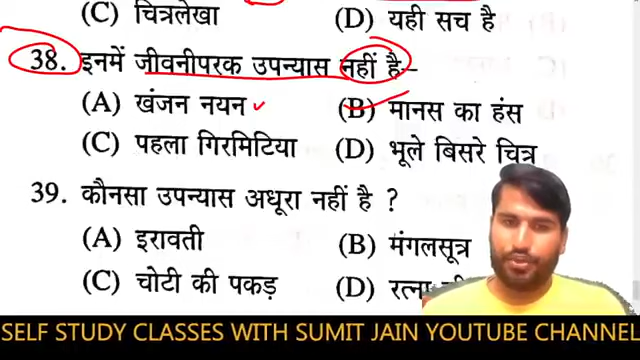 (C) चित्रलेखा (D) यही सच है
38. इनमें जीवनीपरक उपन्यास नहीं है–
(A) खंजन नयन (B) मानस का हंस
(C) पहला गिरमिटिया (D) भूले बिसरे चित्र
39. कौनसा उपन्यास अधूरा नहीं है ?
(A) इरावती (B) मंगलसूत्र
(C) चोटी की पकड़ (D) रत्ना
SELF STUDY CLASSES WITH SUMIT JAIN YOUTUBE CHANNEL